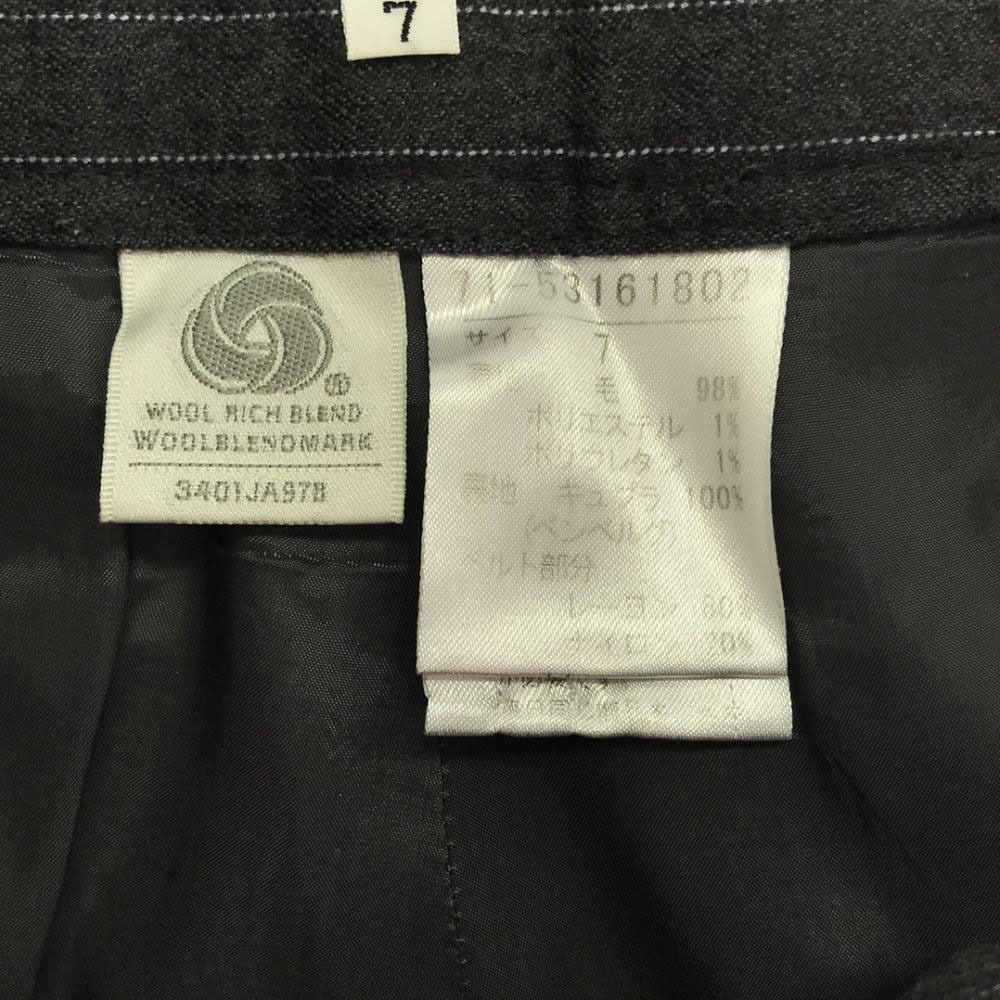 7
®
WOOL RICH BLEND
WOOLBLENDMARK
3401JA978
71-53161802
サイズ 7
毛 98%
ポリエステル 1%
ポリウレタン 1%
裏地 キュプラ 100%
(ベンベルグ
ベルト部分
レーヨン
ナイロン